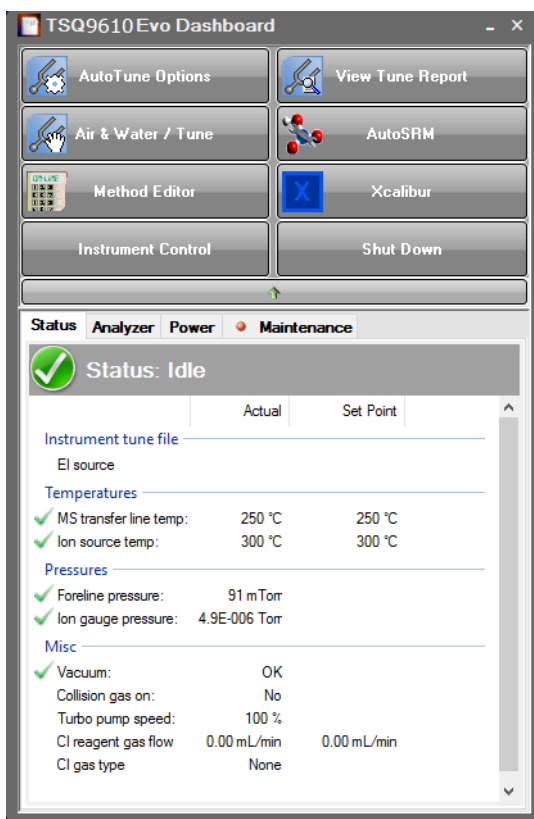 TSQ9610 Evo Dashboard
AutoTune Options
View Tune Report
Air & Water / Tune
AutoSRM
Method Editor
X
Xcalibur
Instrument Control
Shut Down
Status Analyzer Power Maintenance
Status: Idle
Actual Set Point
Instrument tune file
EI source
Temperatures
MS transfer line temp: 250 °C 250 °C
Ion source temp: 300 °C 300 °C
Pressures
Foreline pressure: 91 mTorr
Ion gauge pressure: 4.9E-006 Torr
Misc
Vacuum: OK
Collision gas on: No
Turbo pump speed: 100 %
CI reagent gas flow 0.00 mL/min 0.00 mL/min
CI gas type None